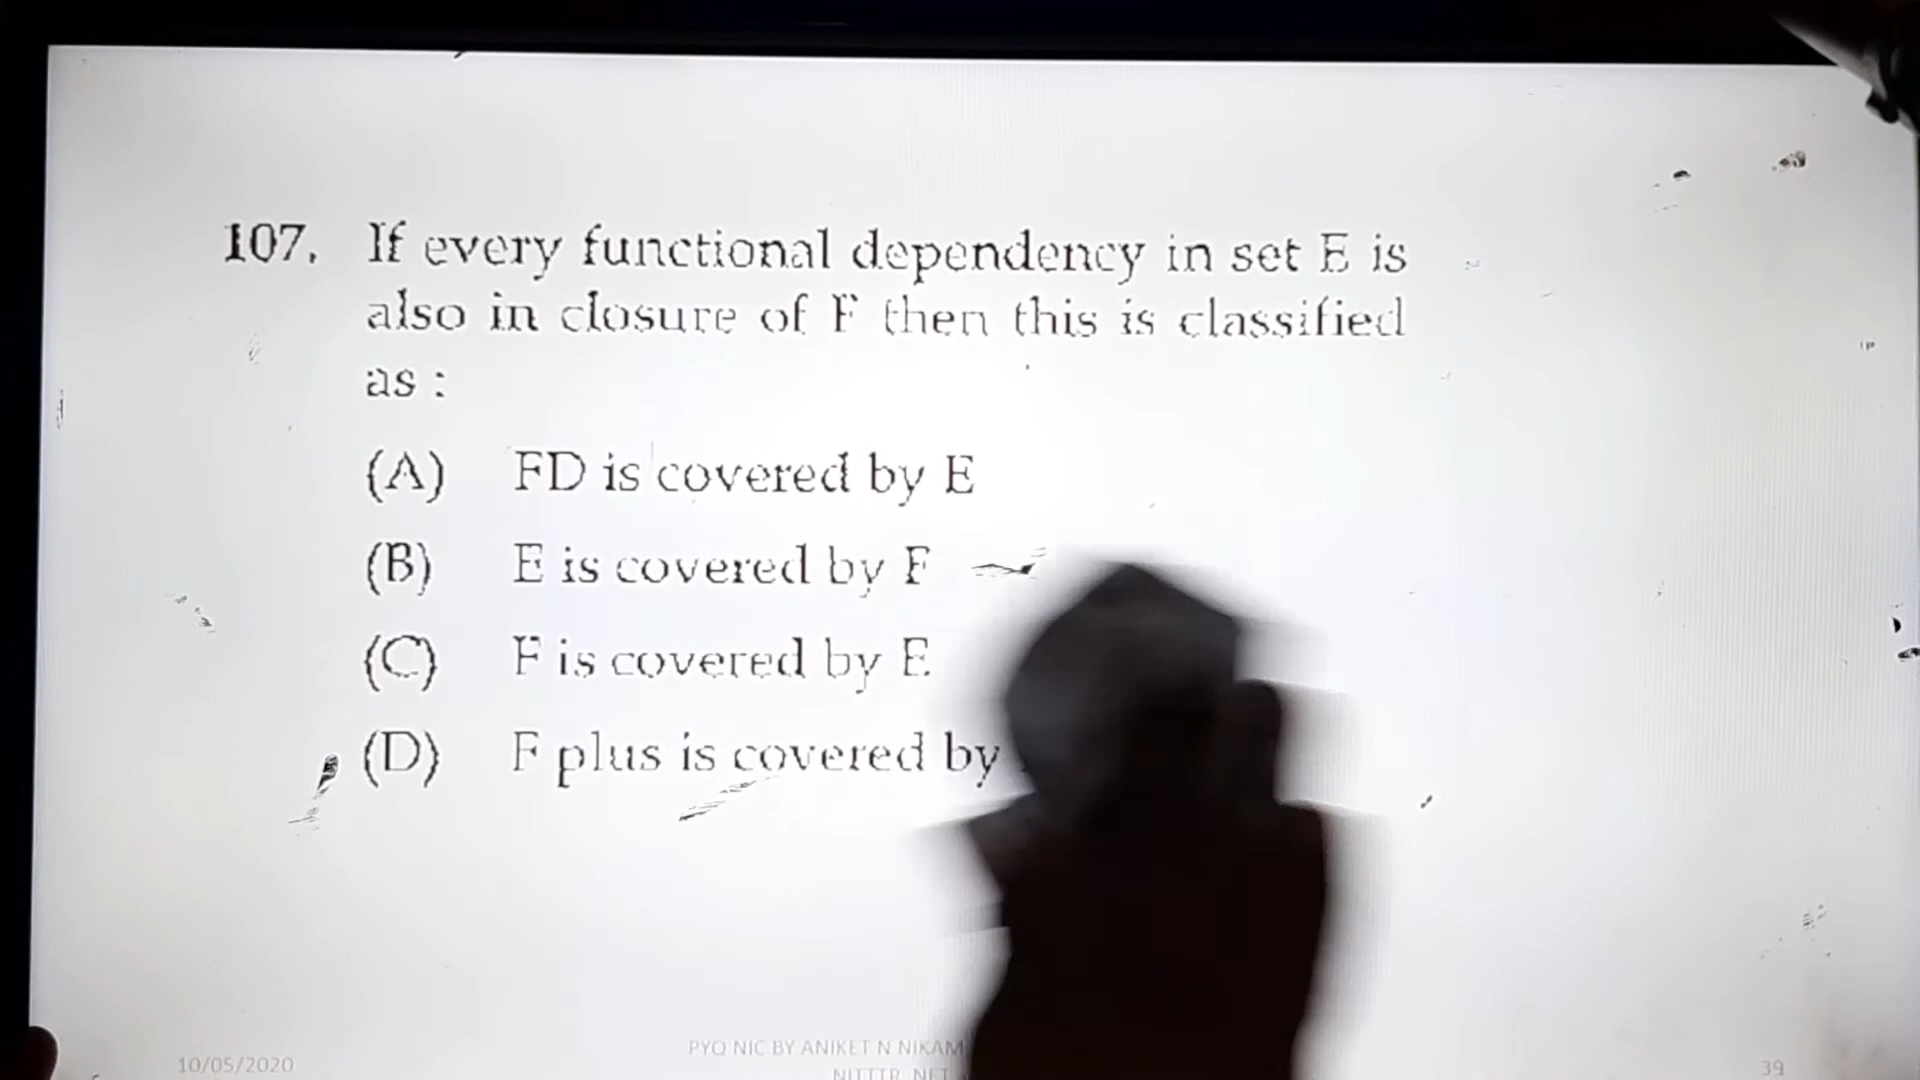 107. If every functional dependency in set E is
also in closure of F then this is classified
as :
(A) FD is covered by E
(B) E is covered by F
(C) F is covered by E
(D) F plus is covered by
PYQ NIC BY ANIKET N NIKAM
10/05/2020
NITTTR, NET
39